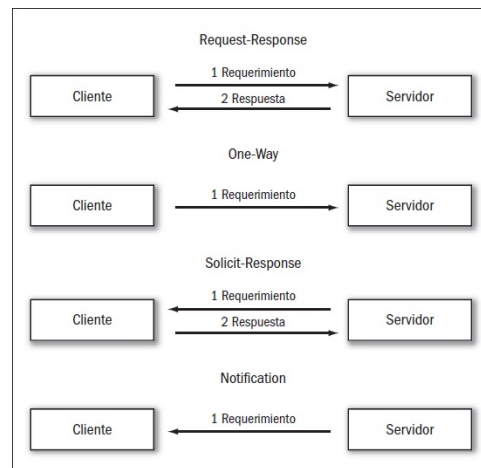 Request-Response
1 Requerimiento
Cliente
Servidor
2 Respuesta
One-Way
1 Requerimiento
Cliente
Servidor
Solicit-Response
1 Requerimiento
Cliente
Servidor
2 Respuesta
Notification
1 Requerimiento
Cliente
Servidor